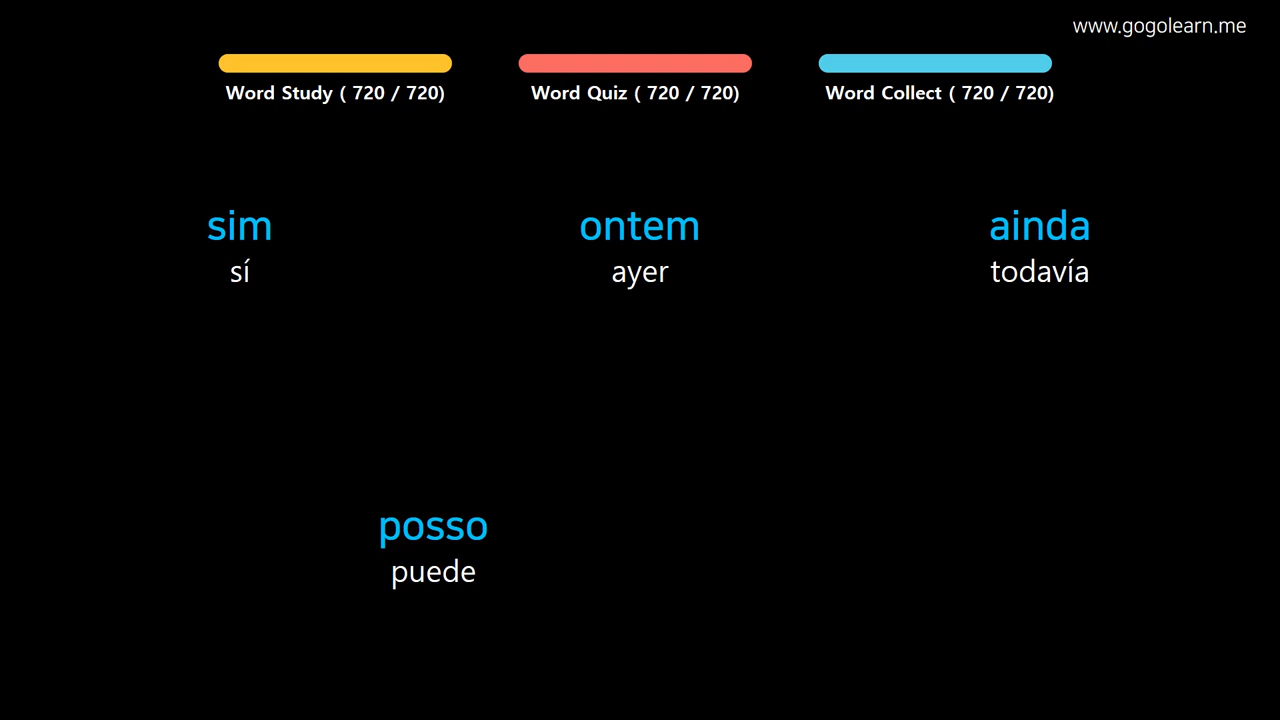 www.gogolearn.me
Word Study ( 720 / 720)
Word Quiz ( 720 / 720)
Word Collect ( 720 / 720)
sim
sí
ontem
ayer
ainda
todavía
posso
puede